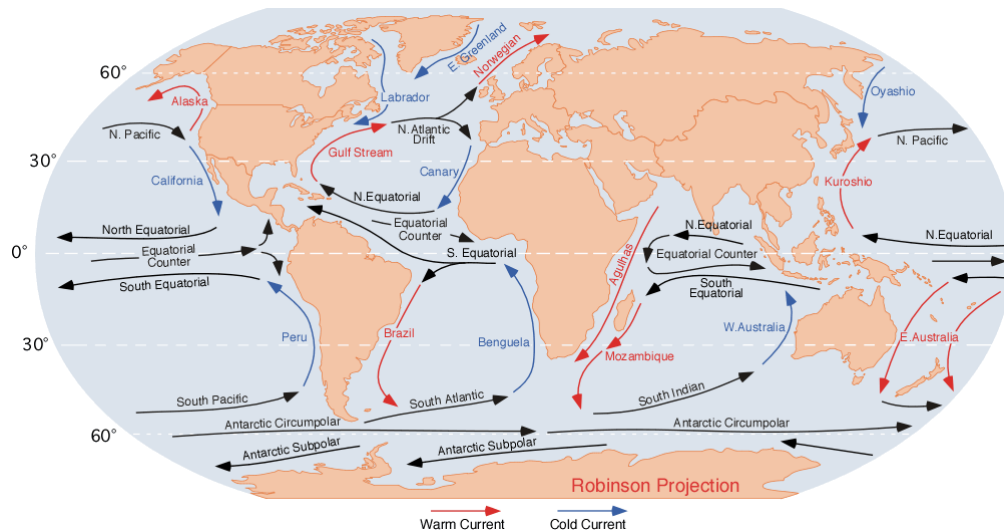 E. Greenland
Norwegian
60°
Alaska
Labrador
Oyashio
N. Pacific
N.Atlantic
Drift
N. Pacific
Gulf Stream
30°
California
Canary
Kuroshio
N.Equatorial
North Equatorial
Equatorial
Counter
N.Equatorial
N.Equatorial
0°
Equatorial
Counter
S. Equatorial
Equatorial Counter
Agulhas
South Equatorial
South
Equatorial
Peru
Brazil
Benguela
W.Australia
E.Australia
30°
Mozambique
South Pacific
South Atlantic
South Indian
Antarctic Circumpolar
Antarctic Circumpolar
60°
Antarctic Subpolar
Antarctic Subpolar
Robinson Projection
Warm Current
Cold Current